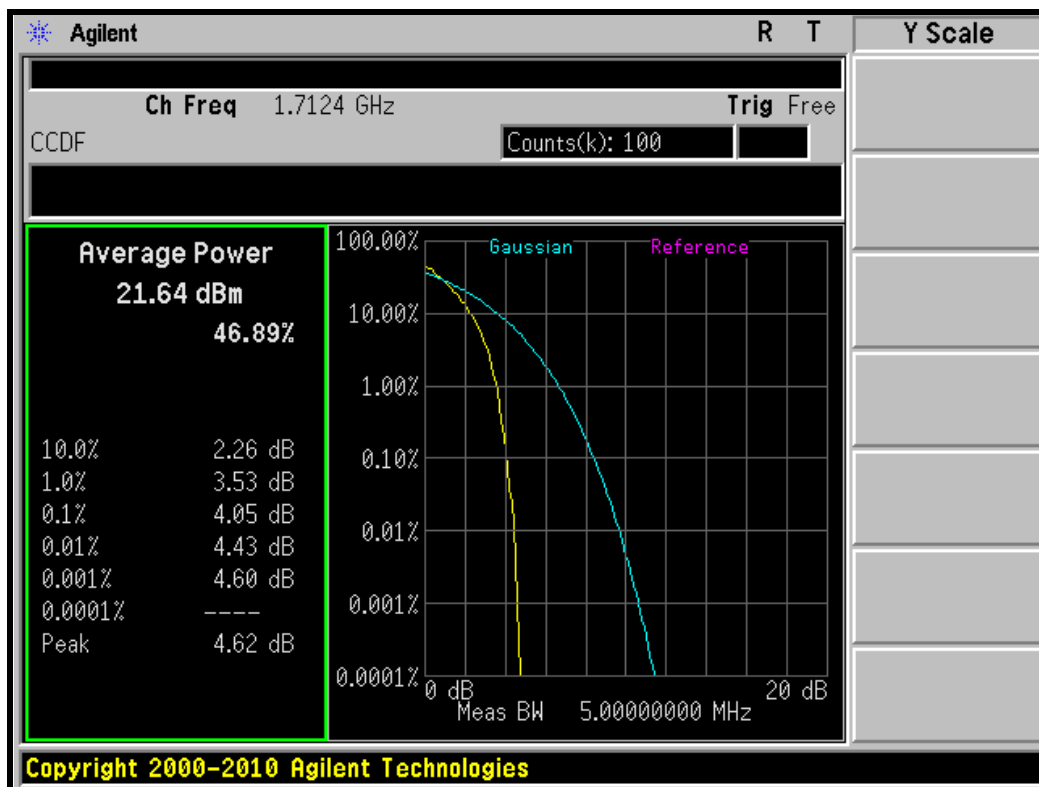 Agilent R T Y Scale
Ch Freq 1.7124 GHz Trig Free
CCDF Counts(k): 100
Average Power
21.64 dBm
46.89%
10.0% 2.26 dB
1.0% 3.53 dB
0.1% 4.05 dB
0.01% 4.43 dB
0.001% 4.60 dB
0.0001% ----
Peak 4.62 dB
Gaussian Reference
100.00%
10.00%
1.00%
0.10%
0.01%
0.001%
0.0001%
0 dB 20 dB
Meas BW 5.00000000 MHz
Copyright 2000-2010 Agilent Technologies